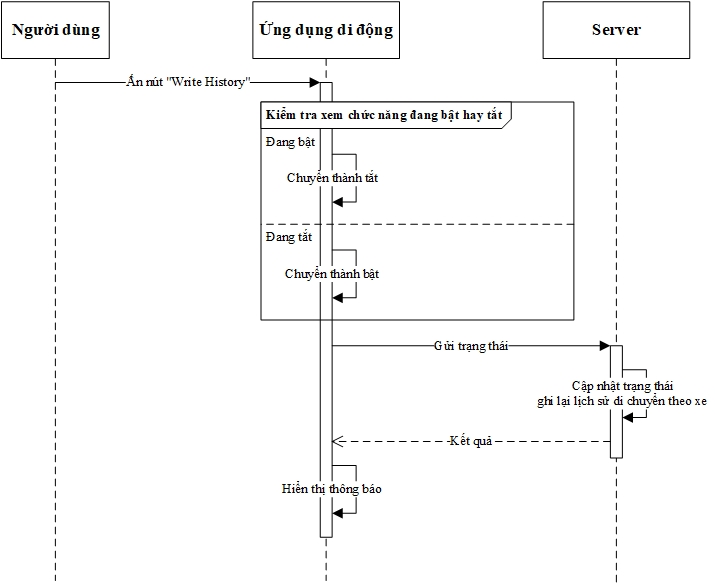 Người dùng
Ứng dụng di động
Server
Ấn nút "Write History"
Kiểm tra xem chức năng đang bật hay tắt
Đang bật
Chuyển thành tắt
Đang tắt
Chuyển thành bật
Gửi trạng thái
Cập nhật trạng thái
ghi lại lịch sử di chuyển theo xe
Kết quả
Hiển thị thông báo